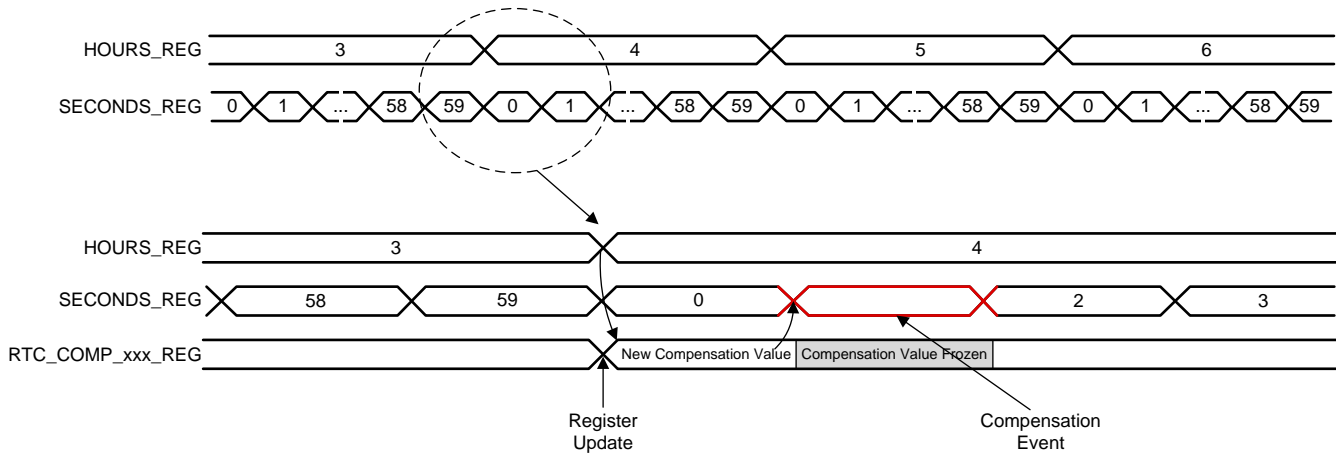 HOURS_REG 3 4 5 6
SECONDS_REG 0 1 ... 58 59 0 1 ... 58 59 0 1 ... 58 59 0 1 ... 58 59
HOURS_REG 3 4
SECONDS_REG 58 59 0 2 3
RTC_COMP_xxx_REG New Compensation Value Compensation Value Frozen
Register
Update
Compensation
Event